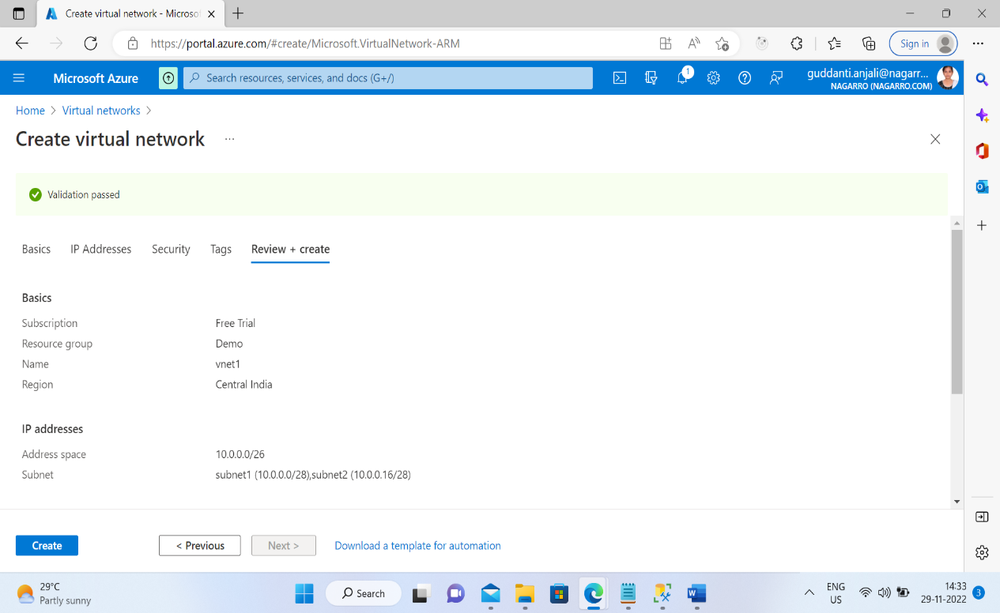 Create virtual network - Microso
https://portal.azure.com/#create/Microsoft.VirtualNetwork-ARM
Sign in
Microsoft Azure
Search resources, services, and docs (G+/)
1
guddanti.anjali@nagarr...
NAGARRO (NAGARRO.COM)
Home > Virtual networks >
Create virtual network ...
Validation passed
Basics IP Addresses Security Tags Review + create
Basics
Subscription Free Trial
Resource group Demo
Name vnet1
Region Central India
IP addresses
Address space 10.0.0.0/26
Subnet subnet1 (10.0.0.0/28),subnet2 (10.0.0.16/28)
Create < Previous Next > Download a template for automation
29°C
Partly sunny
Search
ENG
US
14:33
29-11-2022
3